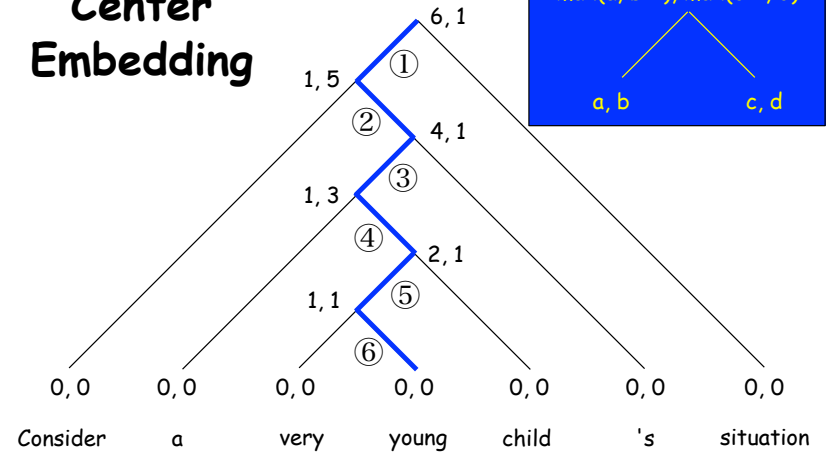 Center
Embedding
6, 1
①
1, 5
a, b
c, d
②
4, 1
③
1, 3
④
2, 1
⑤
1, 1
⑥
0, 0 0, 0 0, 0 0, 0 0, 0 0, 0 0, 0
Consider a very young child 's situation